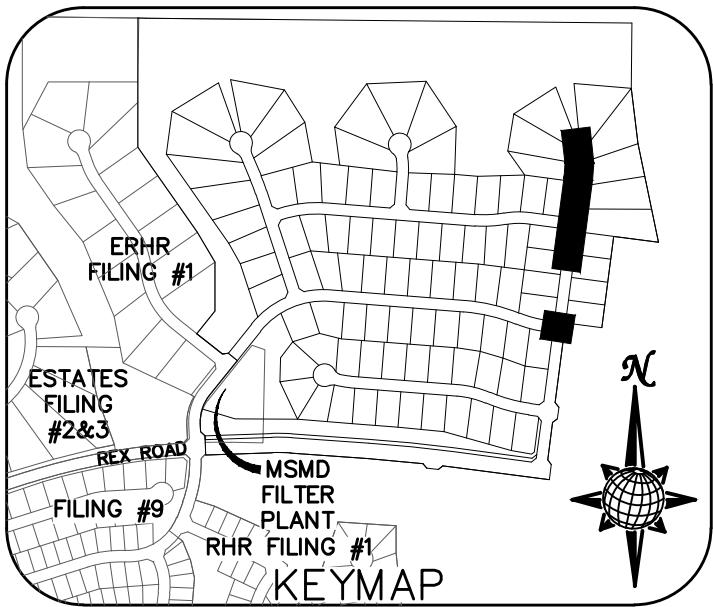 ERHR
FILING #1
N
ESTATES
FILING
#2&3
REX ROAD
MSMD
FILTER
PLANT
FILING #9
RHR FILING #1
KEYMAP